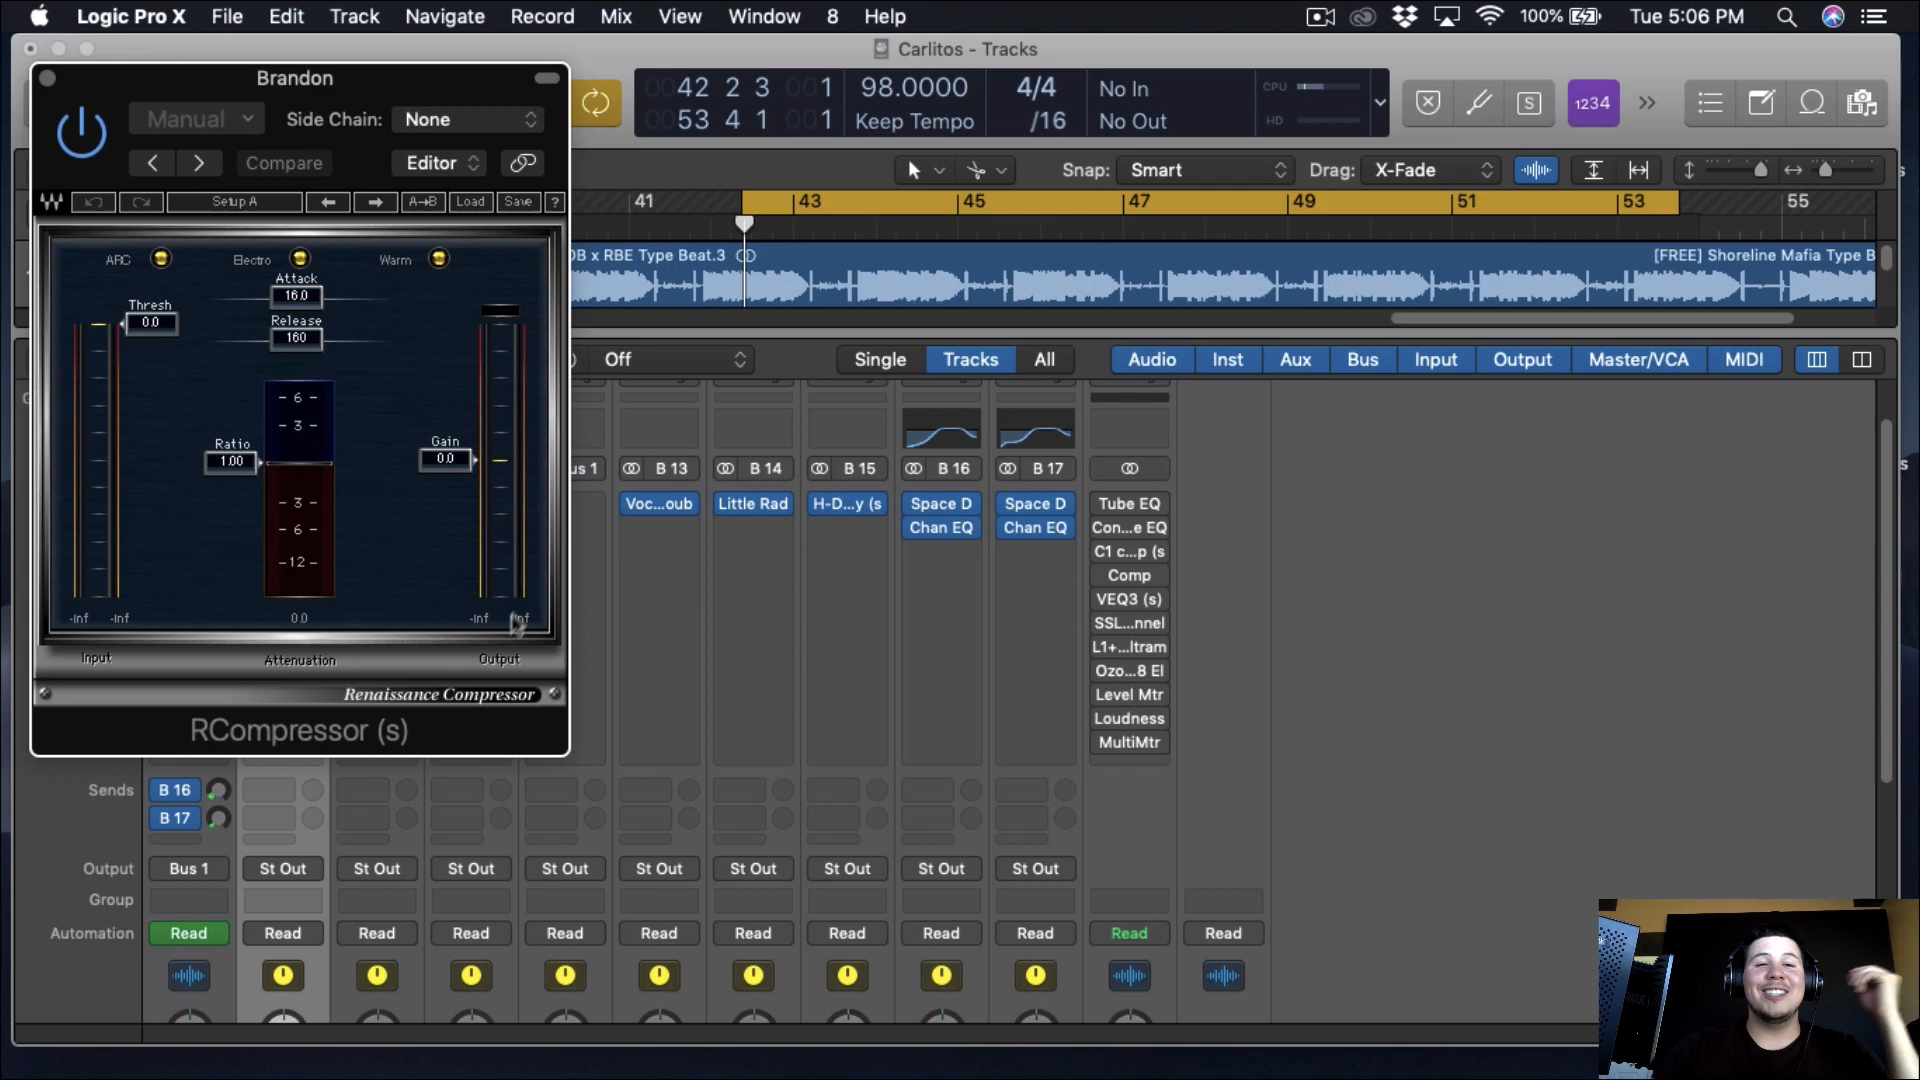 Logic Pro X File Edit Track Navigate Record Mix View Window 8 Help 100% Tue 5:06 PM
Carlitos - Tracks
Brandon
Manual Side Chain: None
Compare Editor
42 2 3 1 98.0000 4/4 No In CPU
53 4 1 1 Keep Tempo /16 No Out HD
S 1234
Snap: Smart Drag: X-Fade
Setup A A→B Load Save ?
41 43 45 47 49 51 53 55
OB x RBE Type Beat.3 [FREE] Shoreline Mafia Type B
ARC Electro Warm
Attack
16.0
Thresh
0.0
Release
160
6
3
Ratio
1.00
Gain
0.0
3
6
12
-Inf -Inf 0.0 -Inf
Input Attenuation Output
Renaissance Compressor
RCompressor (s)
Off Single Tracks All Audio Inst Aux Bus Input Output Master/VCA MIDI
us 1 B 13 B 14 B 15 B 16 B 17
Voc...oub Little Rad H-D...y (s Space D Space D Tube EQ
Chan EQ Chan EQ Con...e EQ
C1 c...p (s
Comp
VEQ3 (s)
SSL...nnel
L1+...ltram
Ozo...8 El
Level Mtr
Loudness
MultiMtr
Sends B 16
B 17
Output Bus 1 St Out St Out St Out St Out St Out St Out St Out St Out St Out
Group
Automation Read Read Read Read Read Read Read Read Read Read Read Read